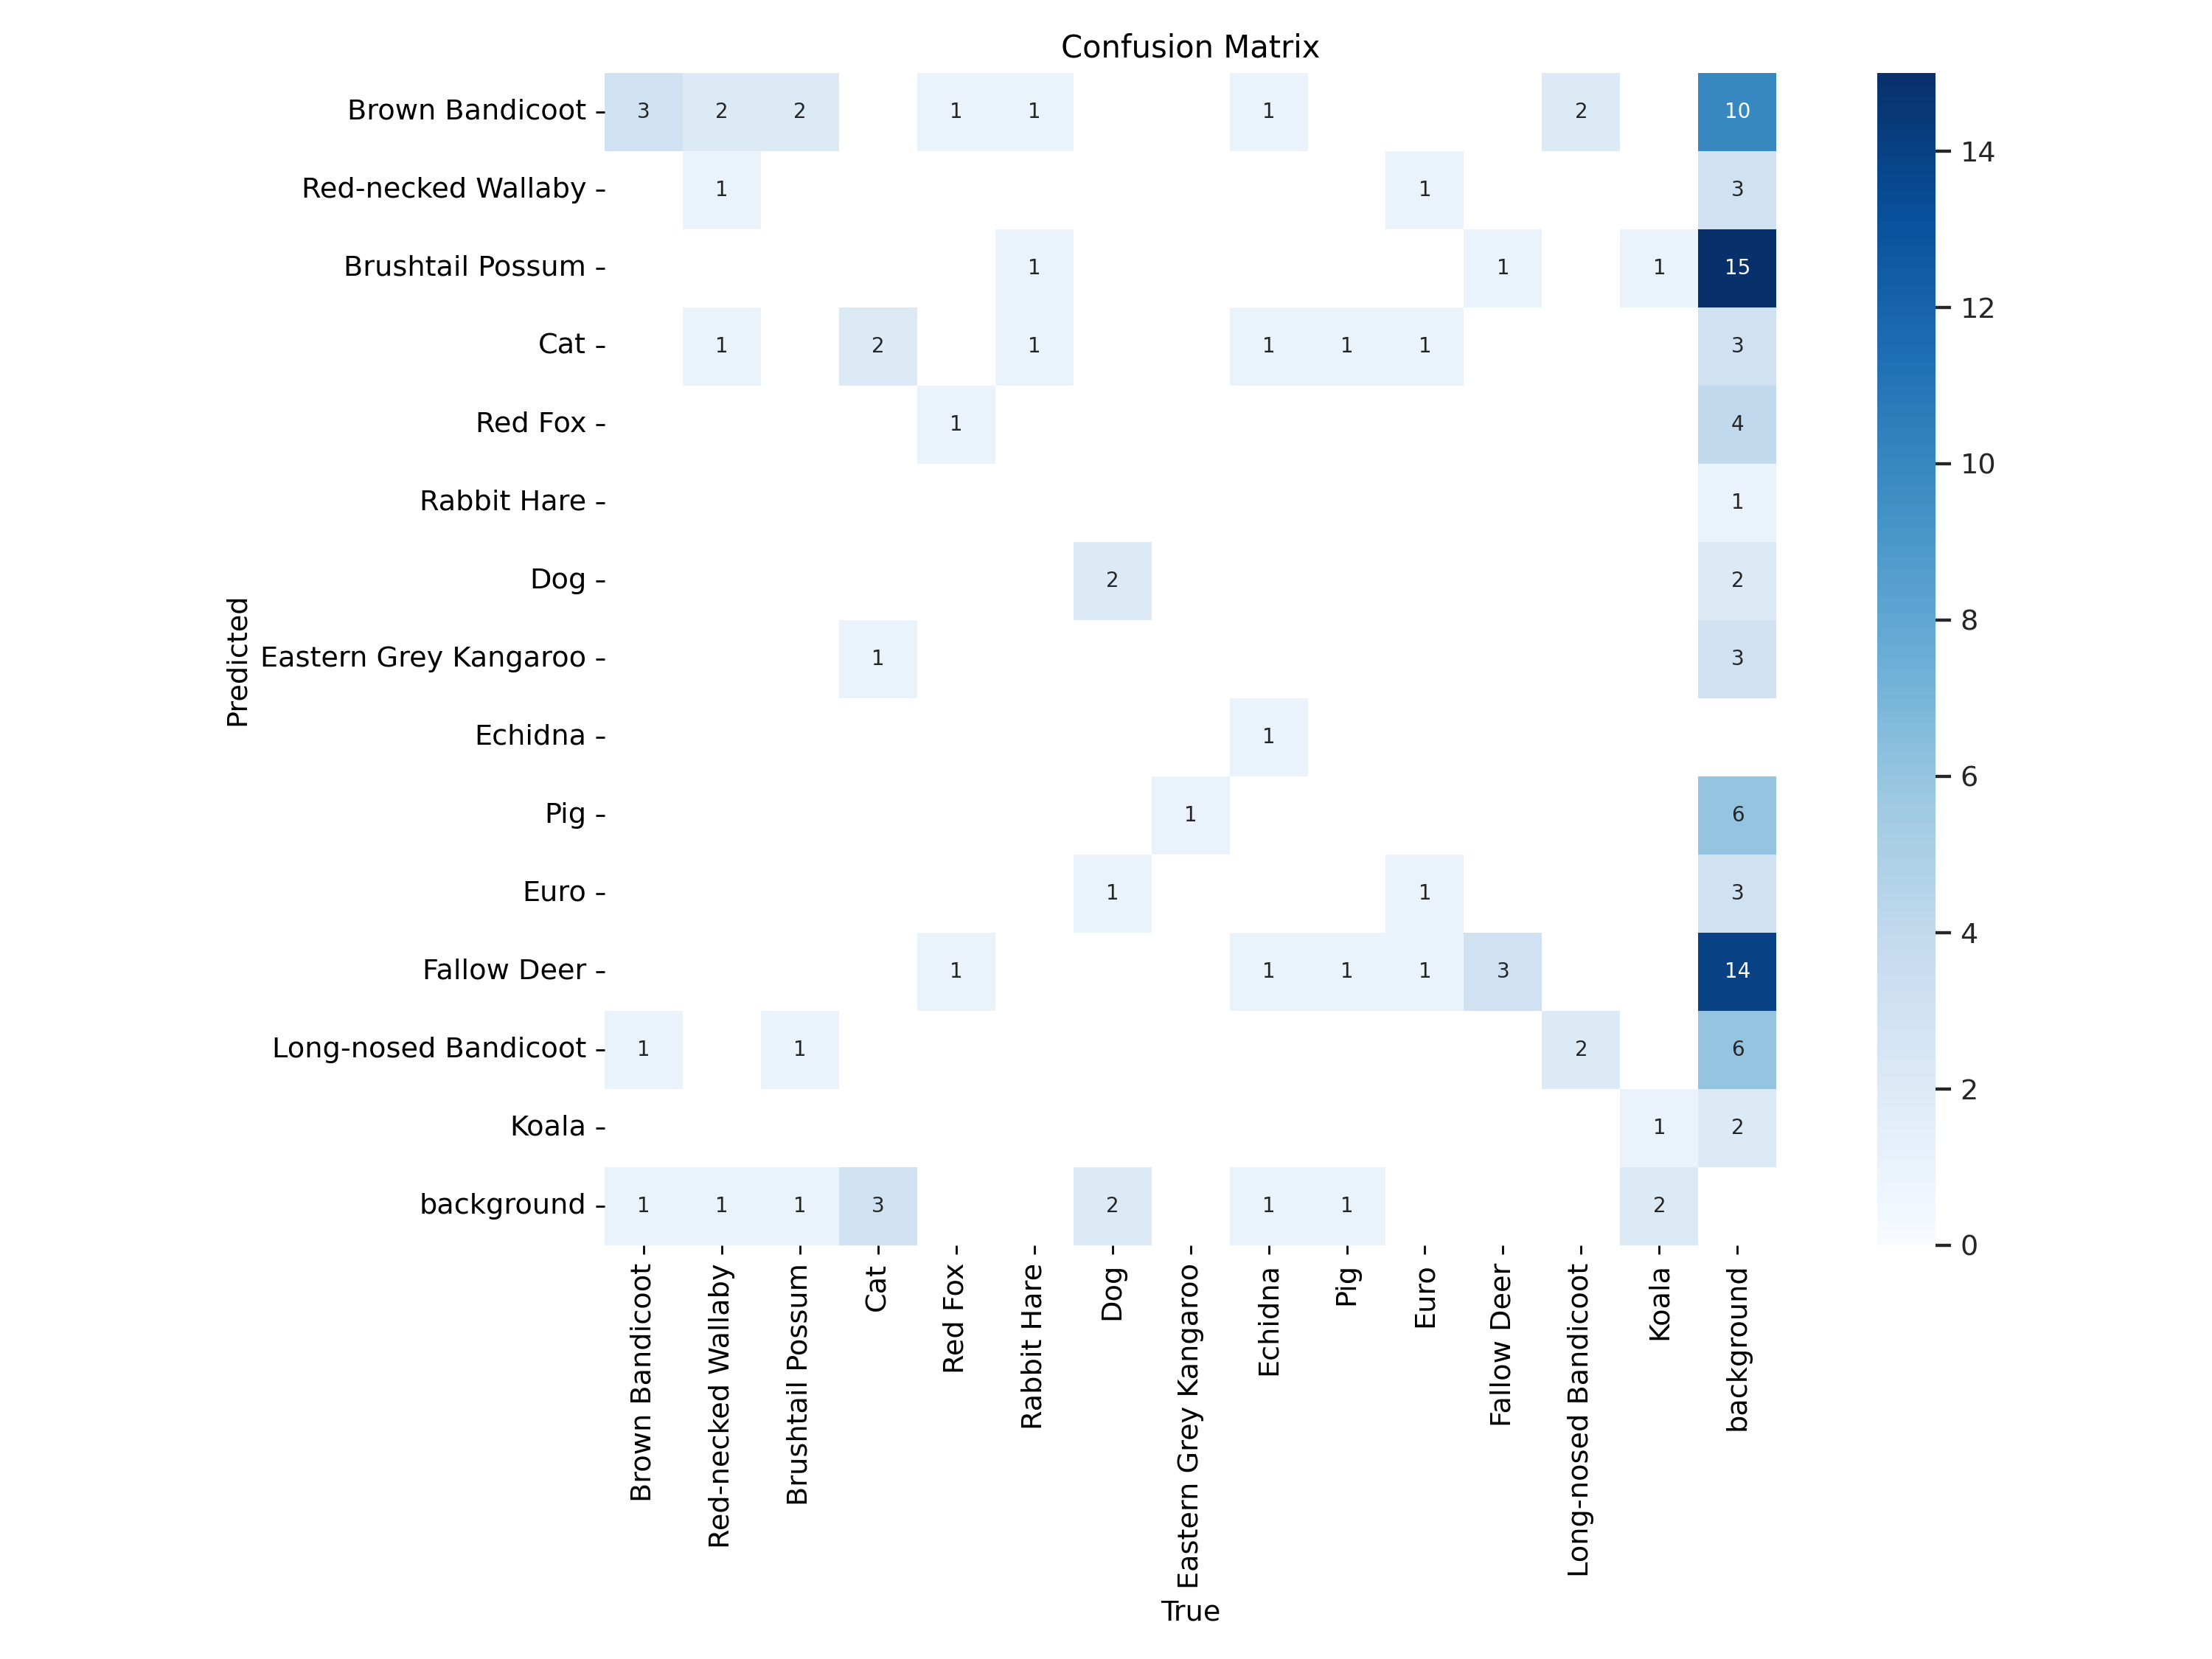 Confusion Matrix
Brown Bandicoot 3 2 2 1 1 1 2 10
Red-necked Wallaby 1 1 3
Brushtail Possum 1 1 1 15
Cat 1 2 1 1 1 1 3
Red Fox 1 4
Rabbit Hare 1
Dog 2 2
Eastern Grey Kangaroo 1 3
Echidna 1
Pig 1 6
Euro 1 1 3
Fallow Deer 1 1 1 1 3 14
Long-nosed Bandicoot 1 1 2 6
Koala 1 2
background 1 1 1 3 2 1 1 2
Predicted
Brown Bandicoot
Red-necked Wallaby
Brushtail Possum
Cat
Red Fox
Rabbit Hare
Dog
Eastern Grey Kangaroo
Echidna
Pig
Euro
Fallow Deer
Long-nosed Bandicoot
Koala
background
True
14
12
10
8
6
4
2
0